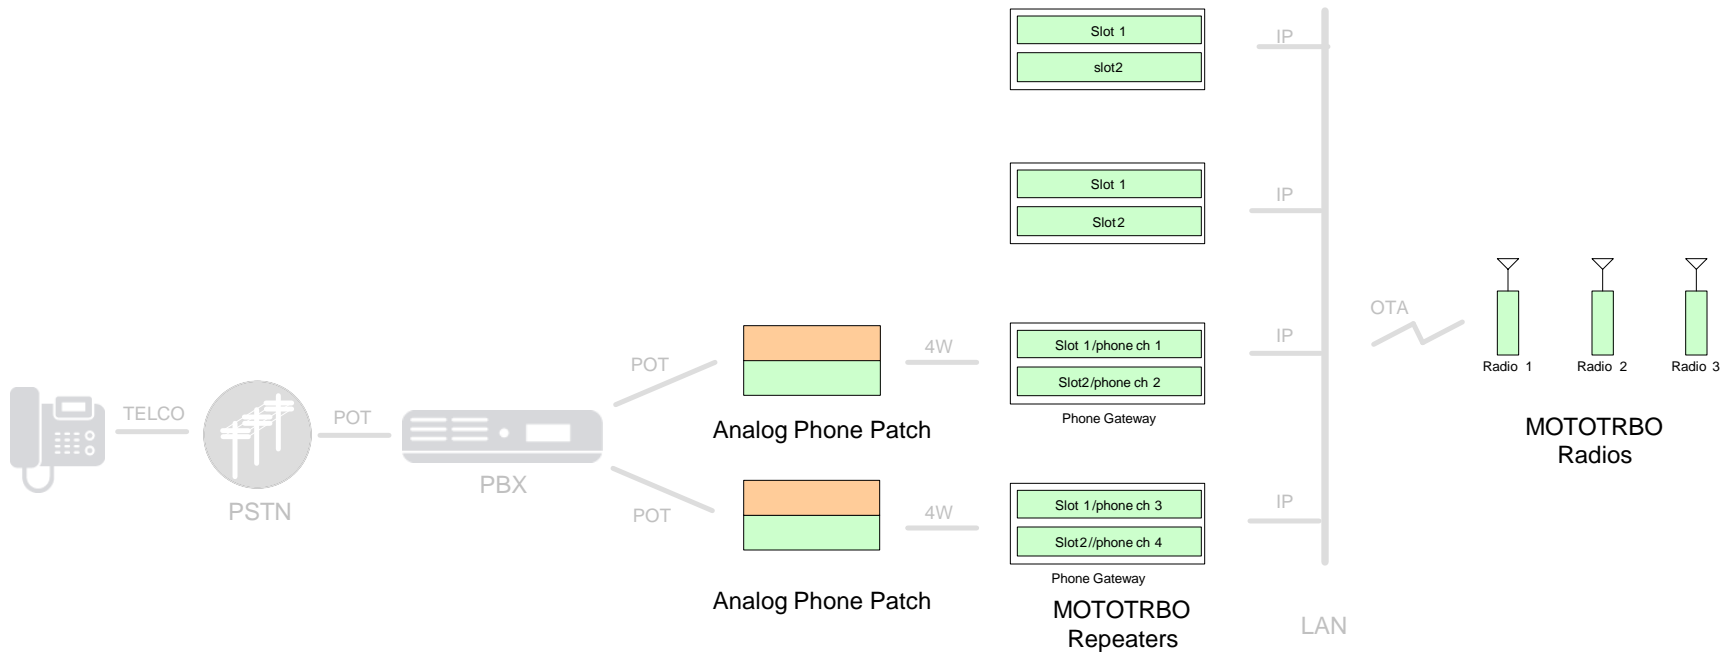 Slot 1
slot2
IP
Slot 1
Slot2
IP
OTA
Radio 1
Radio 2
Radio 3
MOTOTRBO
Radios
TELCO
PSTN
POT
PBX
POT
POT
Analog Phone Patch
4W
Slot 1/phone ch 1
Slot2/phone ch 2
Phone Gateway
IP
Analog Phone Patch
4W
Slot 1/phone ch 3
Slot2//phone ch 4
Phone Gateway
MOTOTRBO
Repeaters
IP
LAN